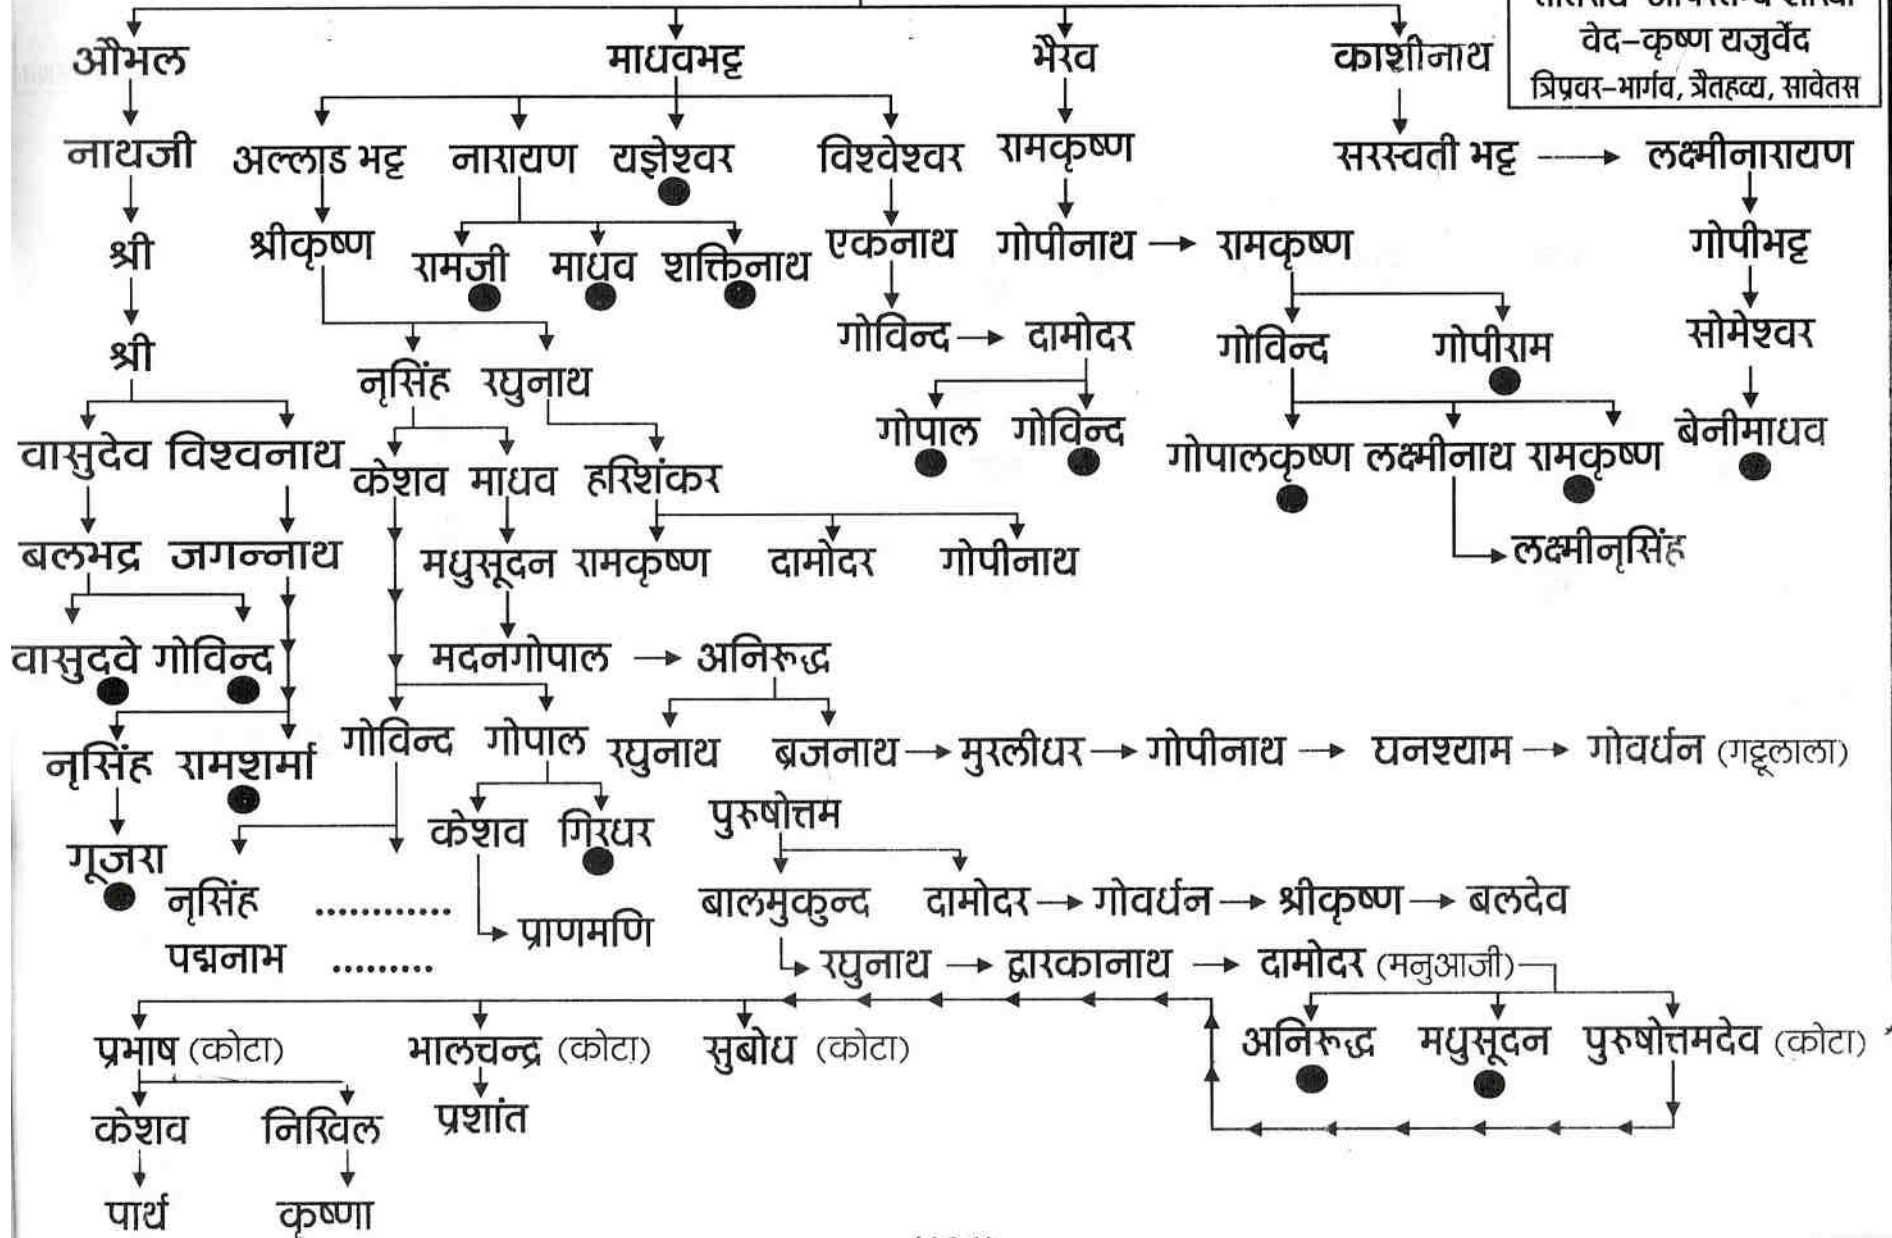 वेद-कृष्ण यजुर्वेद
त्रिप्रवर-भार्गव, त्रैतहव्य, सावेतस
औभल माधवभट्ट भैरव काशीनाथ
नाथजी अल्लाड भट्ट नारायण यज्ञेश्वर विश्वेश्वर रामकृष्ण सरस्वती भट्ट लक्ष्मीनारायण
श्री श्रीकृष्ण रामजी माधव शक्तिनाथ एकनाथ गोपीनाथ रामकृष्ण गोपीभट्ट
श्री नृसिंह रघुनाथ गोविन्द दामोदर गोविन्द गोपीराम सोमेश्वर
वासुदेव विश्वनाथ केशव माधव हरिशंकर गोपाल गोविन्द गोपालकृष्ण लक्ष्मीनाथ रामकृष्ण बेनीमाधव
बलभद्र जगन्नाथ मधुसूदन रामकृष्ण दामोदर गोपीनाथ लक्ष्मीनृसिंह
वासुदवे गोविन्द मदनगोपाल अनिरूद्ध
नृसिंह रामशर्मा गोविन्द गोपाल रघुनाथ ब्रजनाथ मुरलीधर गोपीनाथ घनश्याम गोवर्धन (गट्टूलाला)
गूजरा केशव गिरधर पुरुषोत्तम
नृसिंह ............ बालमुकुन्द दामोदर गोवर्धन श्रीकृष्ण बलदेव
प्राणमणि
पद्मनाभ ......... रघुनाथ द्वारकानाथ दामोदर (मनुआजी)
प्रभाष (कोटा) भालचन्द्र (कोटा) सुबोध (कोटा) अनिरूद्ध मधुसूदन पुरुषोत्तमदेव (कोटा)
केशव निखिल प्रशांत
पार्थ कृष्णा